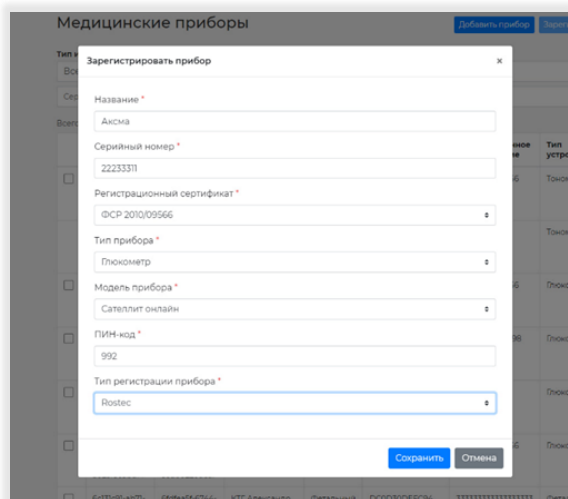 Медицинские приборы
Добавить прибор
Зарегистрировать прибор
×
Название *
Аксма
Серийный номер *
22233311
Регистрационный сертификат *
ФСР 2010/09566
Тип прибора *
Глюкометр
Модель прибора *
Сателлит онлайн
ПИН-код *
992
Тип регистрации прибора *
Rostec
Сохранить Отмена